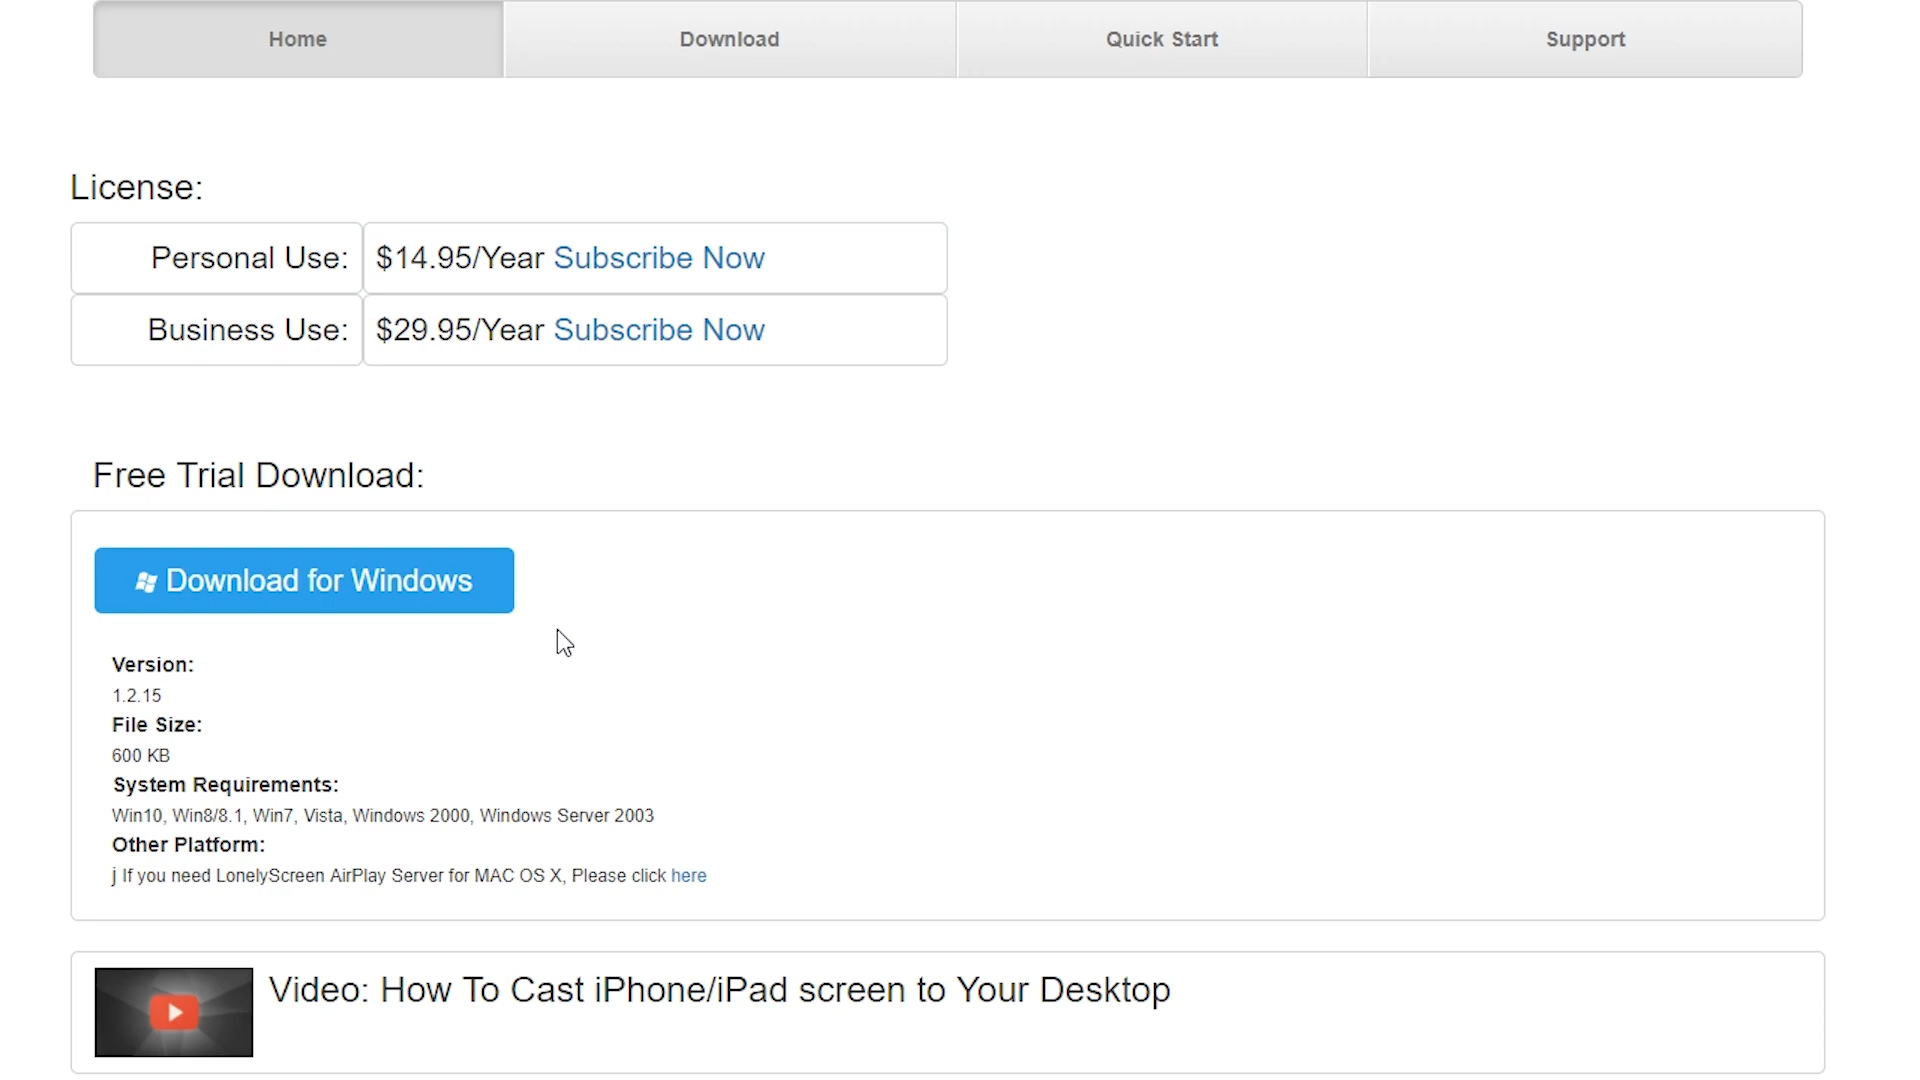 Home Download Quick Start Support
License:
Personal Use: $14.95/Year Subscribe Now
Business Use: $29.95/Year Subscribe Now
Free Trial Download:
Download for Windows
Version:
1.2.15
File Size:
600 KB
System Requirements:
Win10, Win8/8.1, Win7, Vista, Windows 2000, Windows Server 2003
Other Platform:
j If you need LonelyScreen AirPlay Server for MAC OS X, Please click here
Video: How To Cast iPhone/iPad screen to Your Desktop